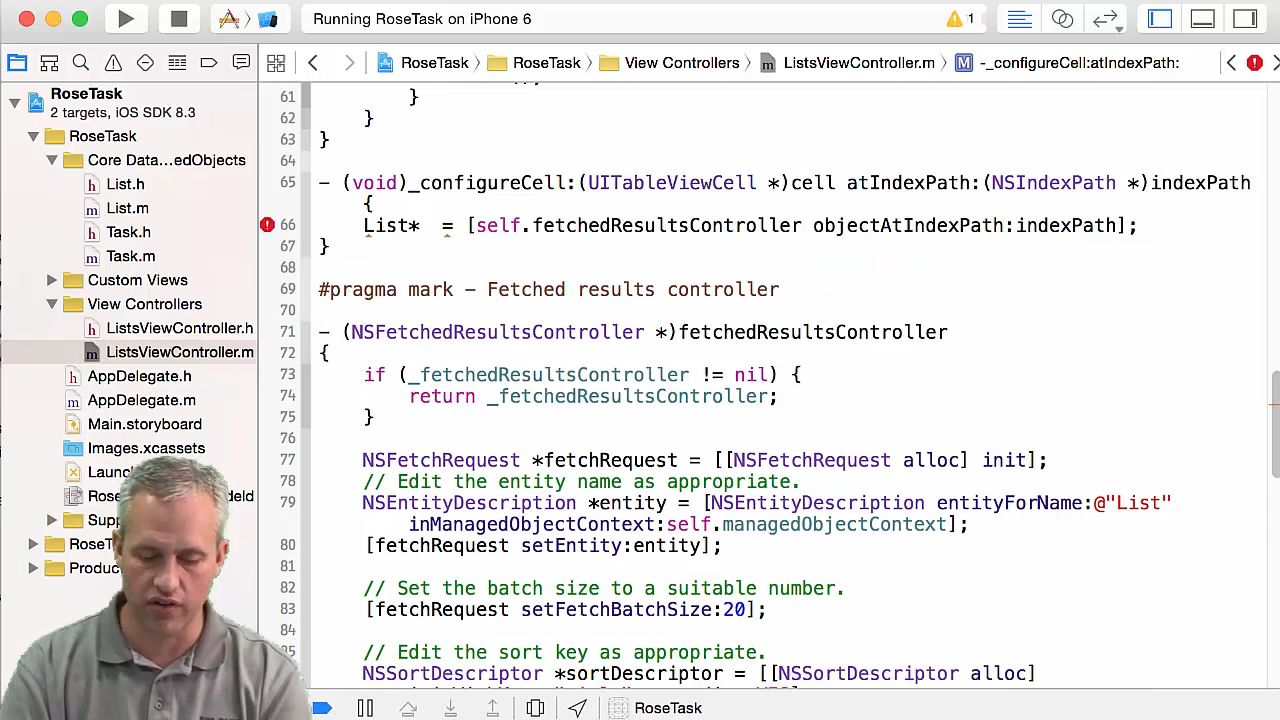 Running RoseTask on iPhone 6
1
RoseTask
RoseTask
View Controllers
ListsViewController.m
M
-_configureCell:atIndexPath:
RoseTask
2 targets, iOS SDK 8.3
RoseTask
Core Data...edObjects
h List.h
m List.m
h Task.h
m Task.m
Custom Views
View Controllers
h ListsViewController.h
m ListsViewController.m
h AppDelegate.h
m AppDelegate.m
Main.storyboard
Images.xcassets
61 }
62 }
63 }
64
65 - (void)_configureCell:(UITableViewCell *)cell atIndexPath:(NSIndexPath *)indexPath
{
66 List*  = [self.fetchedResultsController objectAtIndexPath:indexPath];
67 }
68
69 #pragma mark - Fetched results controller
70
71 - (NSFetchedResultsController *)fetchedResultsController
72 {
73 if (_fetchedResultsController != nil) {
74 return _fetchedResultsController;
75 }
76
77 NSFetchRequest *fetchRequest = [[NSFetchRequest alloc] init];
78 // Edit the entity name as appropriate.
79 NSEntityDescription *entity = [NSEntityDescription entityForName:@"List"
inManagedObjectContext:self.managedObjectContext];
80 [fetchRequest setEntity:entity];
81
82 // Set the batch size to a suitable number.
83 [fetchRequest setFetchBatchSize:20];
84
// Edit the sort key as appropriate.
NSSortDescriptor *sortDescriptor = [[NSSortDescriptor alloc]
RoseTask